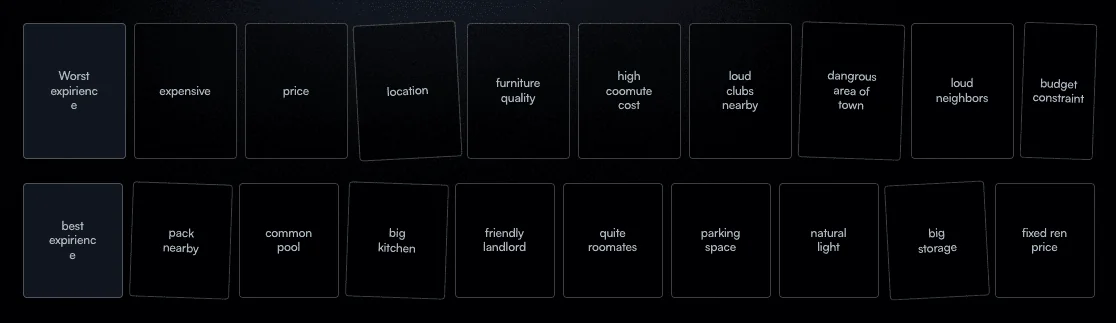 Worst
expirienc
e
expensive
price
location
furniture
quality
high
coomute
cost
loud
clubs
nearby
dangrous
area of
town
loud
neighbors
budget
constraint
best
expirienc
e
pack
nearby
common
pool
big
kitchen
friendly
landlord
quite
roomates
parking
space
natural
light
big
storage
fixed ren
price